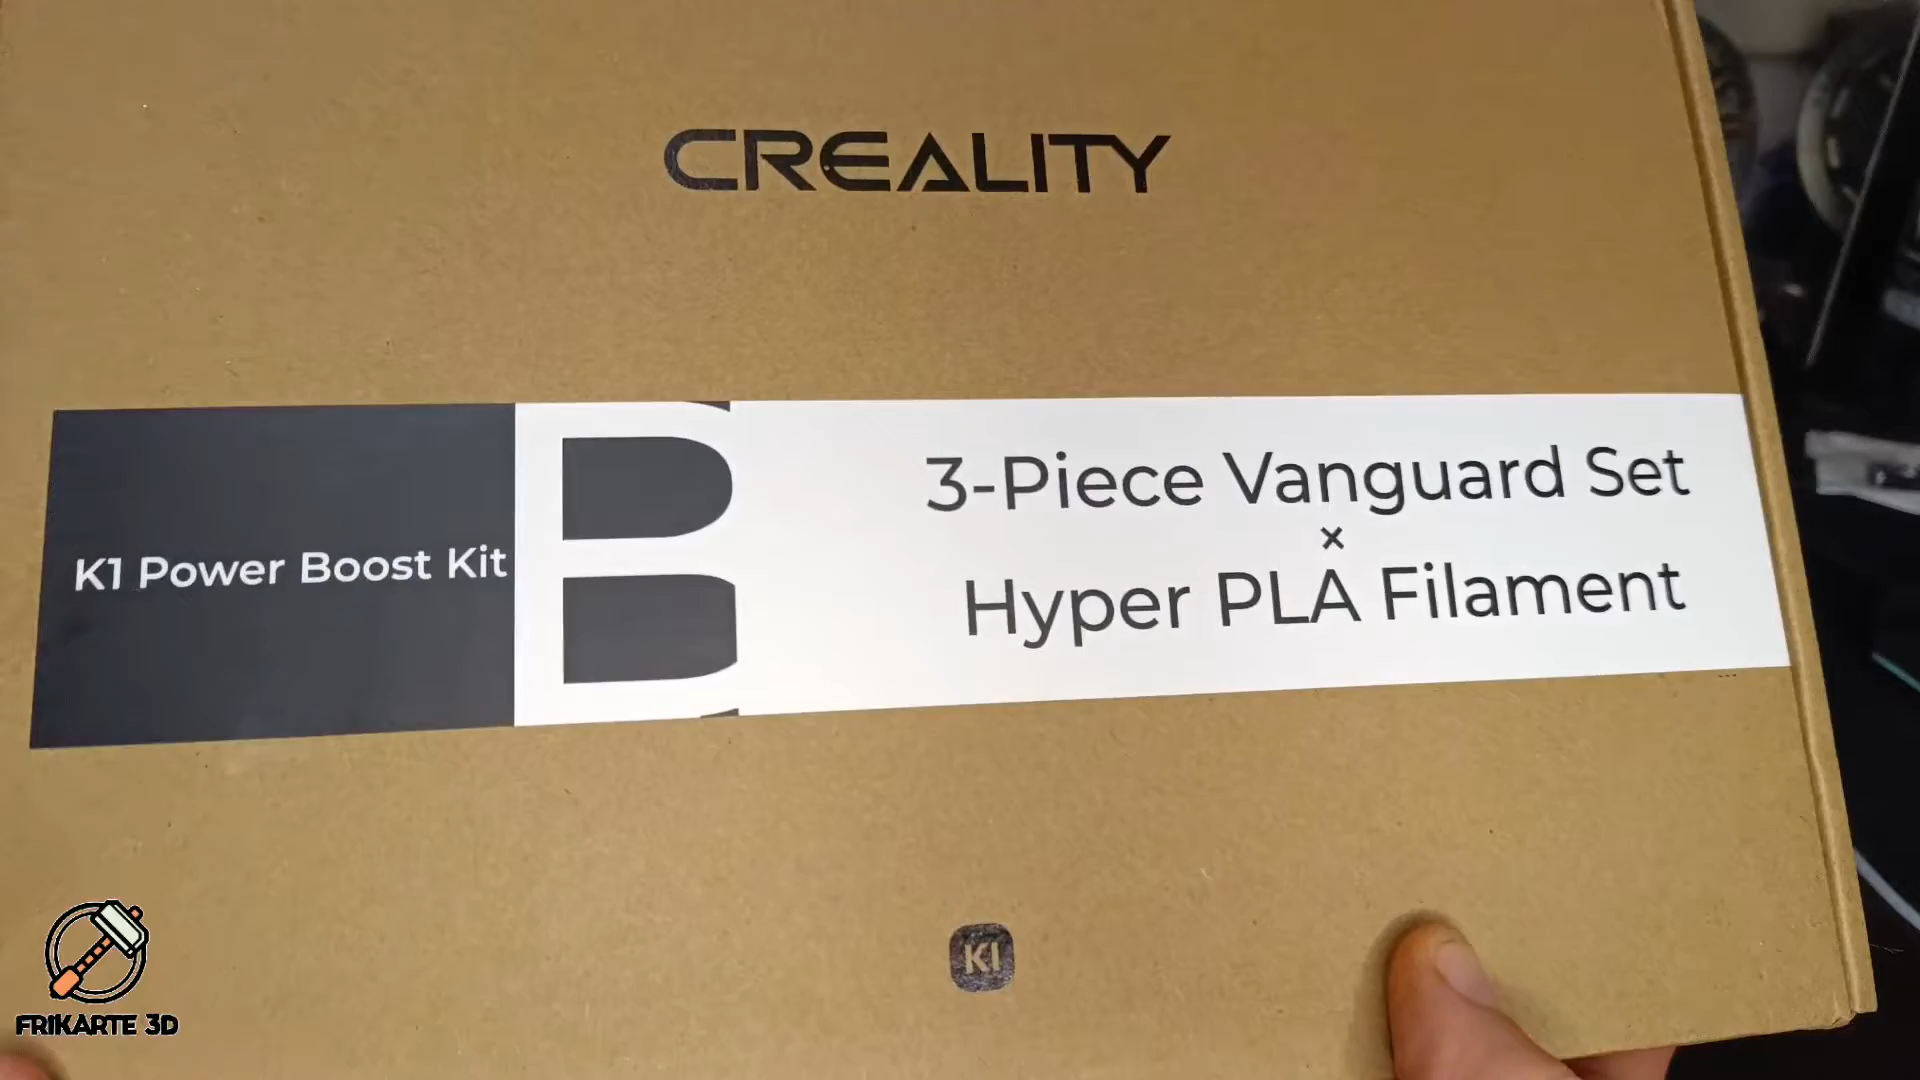 CREALITY
K1 Power Boost Kit
B
3-Piece Vanguard Set
×
Hyper PLA Filament
K1
FRIKARTE 3D